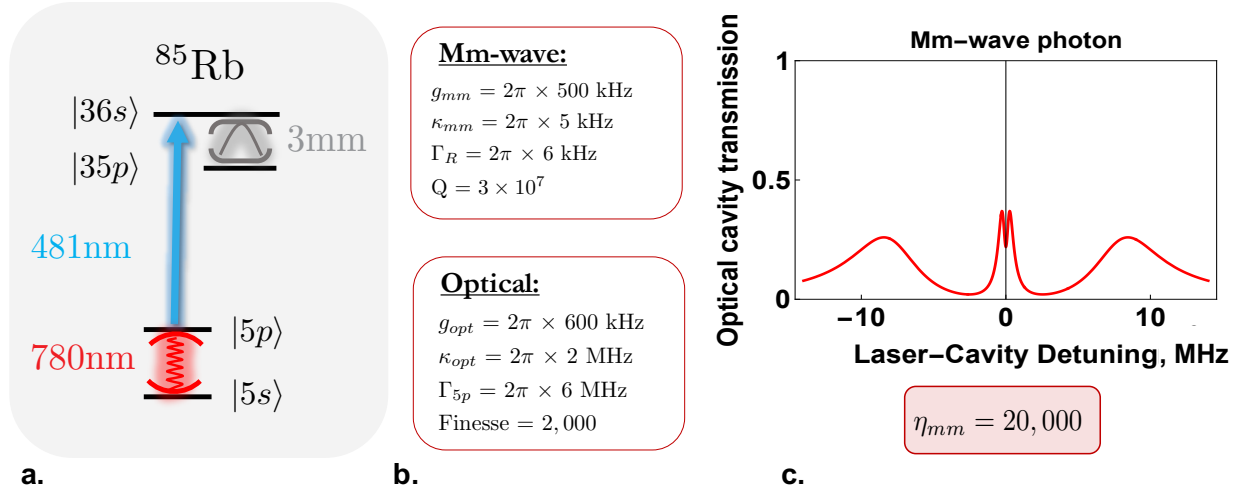 ⁸⁵Rb
|36s⟩
3mm
|35p⟩
481nm
|5p⟩
780nm
|5s⟩
a.
Mm-wave:
g_mm = 2π × 500 kHz
κ_mm = 2π × 5 kHz
Γ_R = 2π × 6 kHz
Q = 3 × 10⁷
Optical:
g_opt = 2π × 600 kHz
κ_opt = 2π × 2 MHz
Γ_5p = 2π × 6 MHz
Finesse = 2,000
b.
Mm−wave photon
Optical cavity transmission
1
0.5
0
−10
0
10
Laser−Cavity Detuning, MHz
η_mm = 20,000
c.